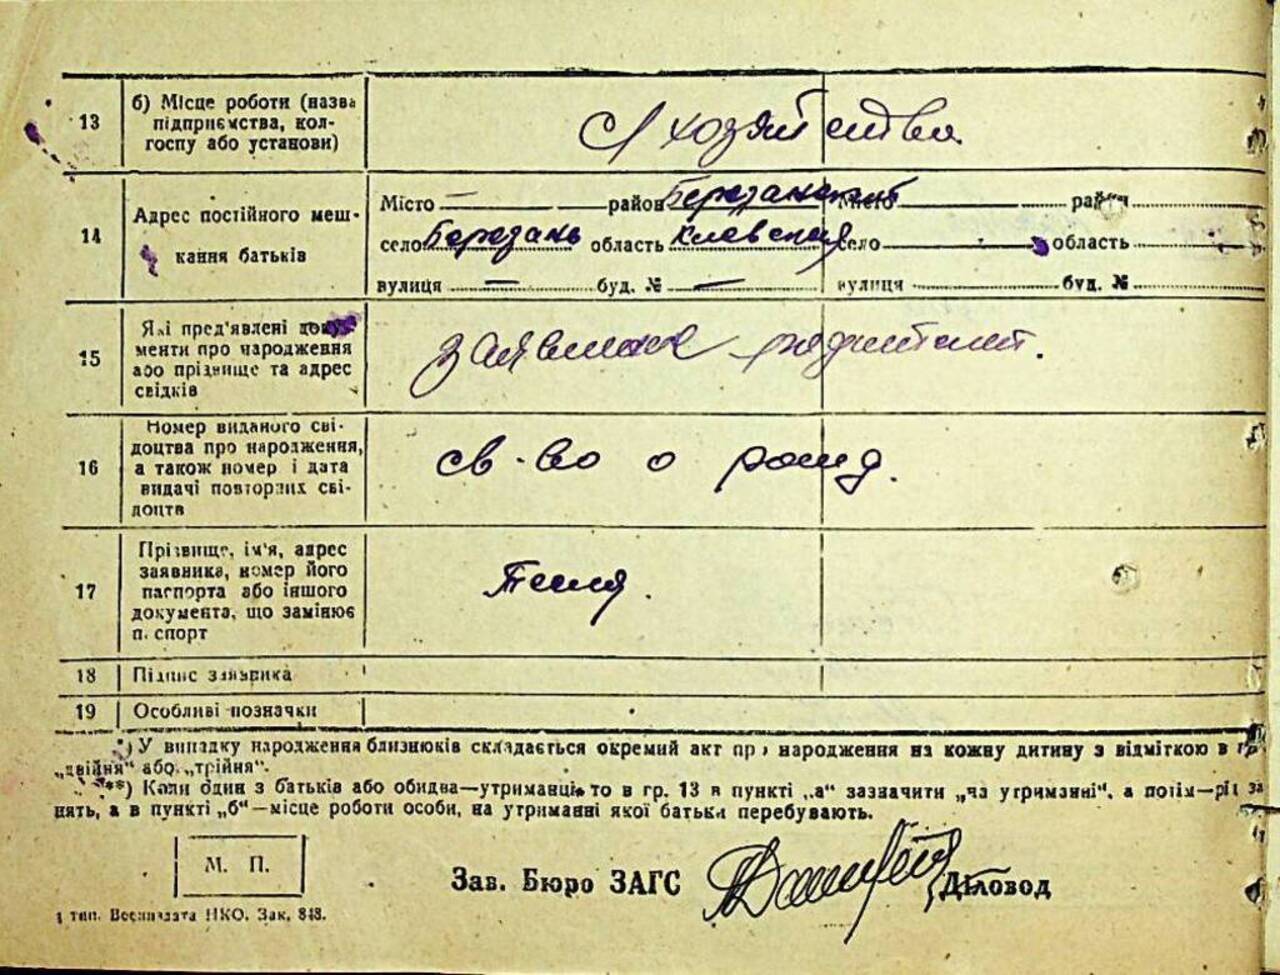 13
б) Місце роботи (назва
підприємства, кол-
госпу або установи)
С/хозяйства
14
Адрес постійного меш-
кання батьків
Місто — район Березанский Місто район
село Березань область Киевская село область
вулиця — буд. № — вулиця буд. №
15
Які пред'явлені доку-
менти про народження
або прізвище та адрес
свідків
заявление родителей.
16
Номер виданого сві-
доцтва про народження,
а також номер і дата
видачі повторних сві-
доцтв
св-во о рожд.
17
Прізвище, ім'я, адрес
заявника, номер його
паспорта або іншого
документа, що замінює
паспорт
18
Підпис заявника
19
Особливі позначки
*) У випадку народження близнюків складається окремий акт про народження на кожну дитину з відміткою в гр.
„двійня“ або „трійня“.
**) Коли один з батьків або обидва—утриманці, то в гр. 13 в пункті „а“ зазначити „на утриманні“, а потім—рід за
нять, а в пункті „б“—місце роботи особи, на утриманні якої батьки перебувають.
М. П.
Зав. Бюро ЗАГС
Діловод
тип. Воениздата НКО. Зак. 848.